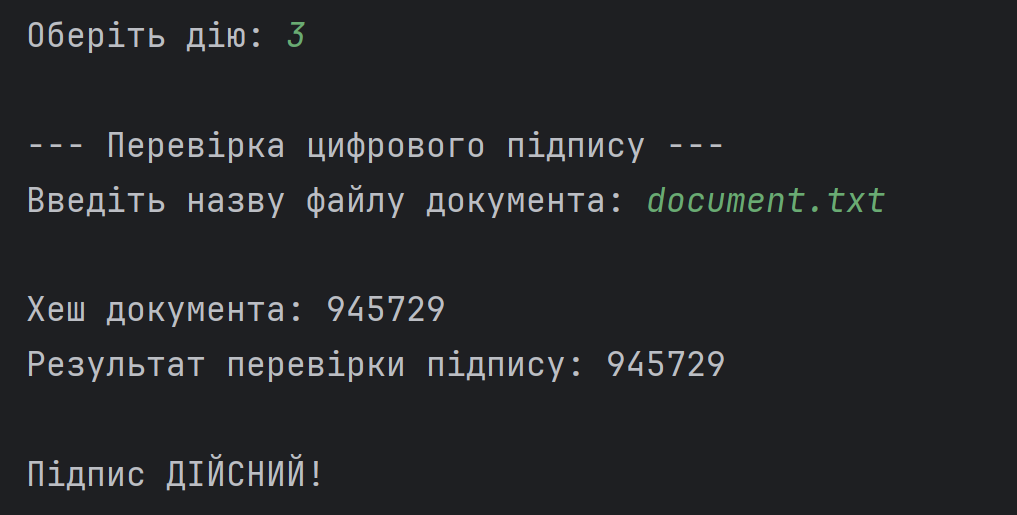 Оберіть дію: 3
--- Перевірка цифрового підпису ---
Введіть назву файлу документа: document.txt
Хеш документа: 945729
Результат перевірки підпису: 945729
Підпис ДІЙСНИЙ!